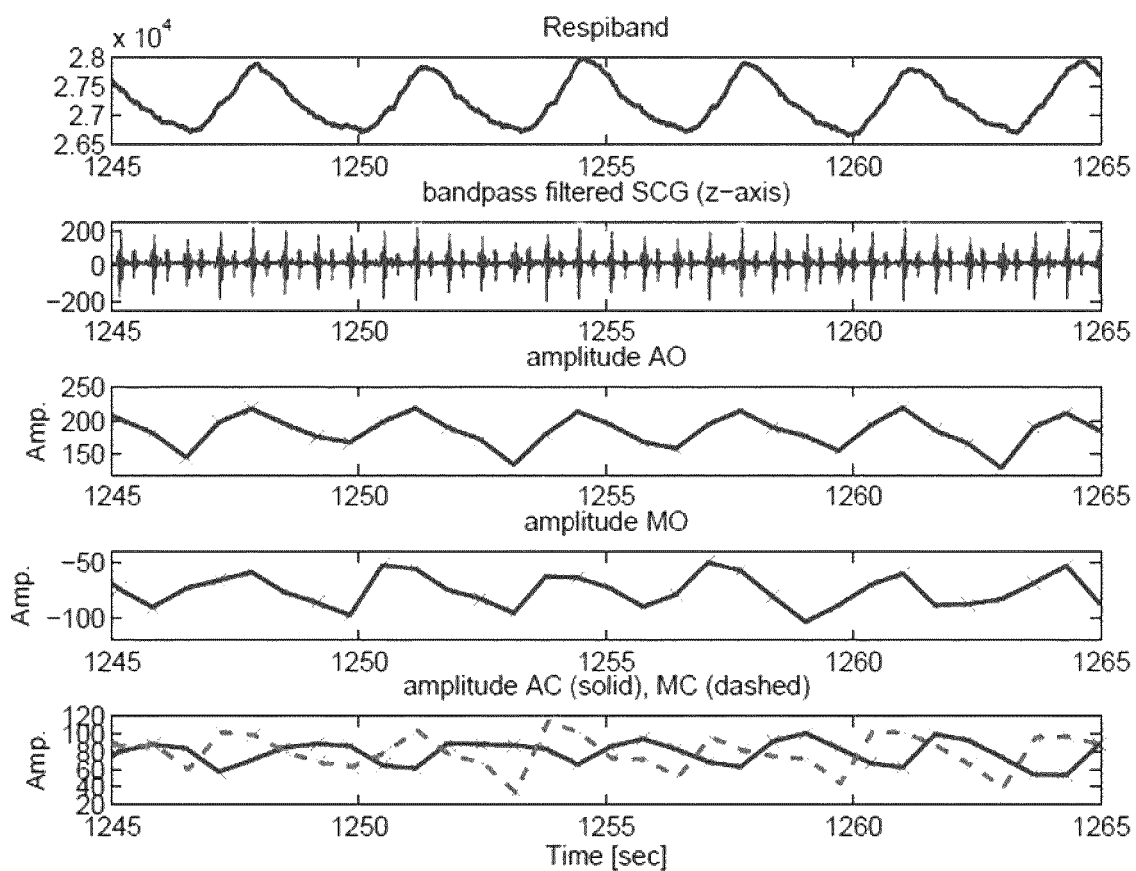 Respiband
x 10⁴
2.8
2.75
2.7
2.65
1245 1250 1255 1260 1265
bandpass filtered SCG (z−axis)
200
0
−200
1245 1250 1255 1260 1265
amplitude AO
Amp.
250
200
150
1245 1250 1255 1260 1265
amplitude MO
Amp.
−50
−100
1245 1250 1255 1260 1265
amplitude AC (solid), MC (dashed)
Amp.
120
100
80
60
40
20
1245 1250 1255 1260 1265
Time [sec]